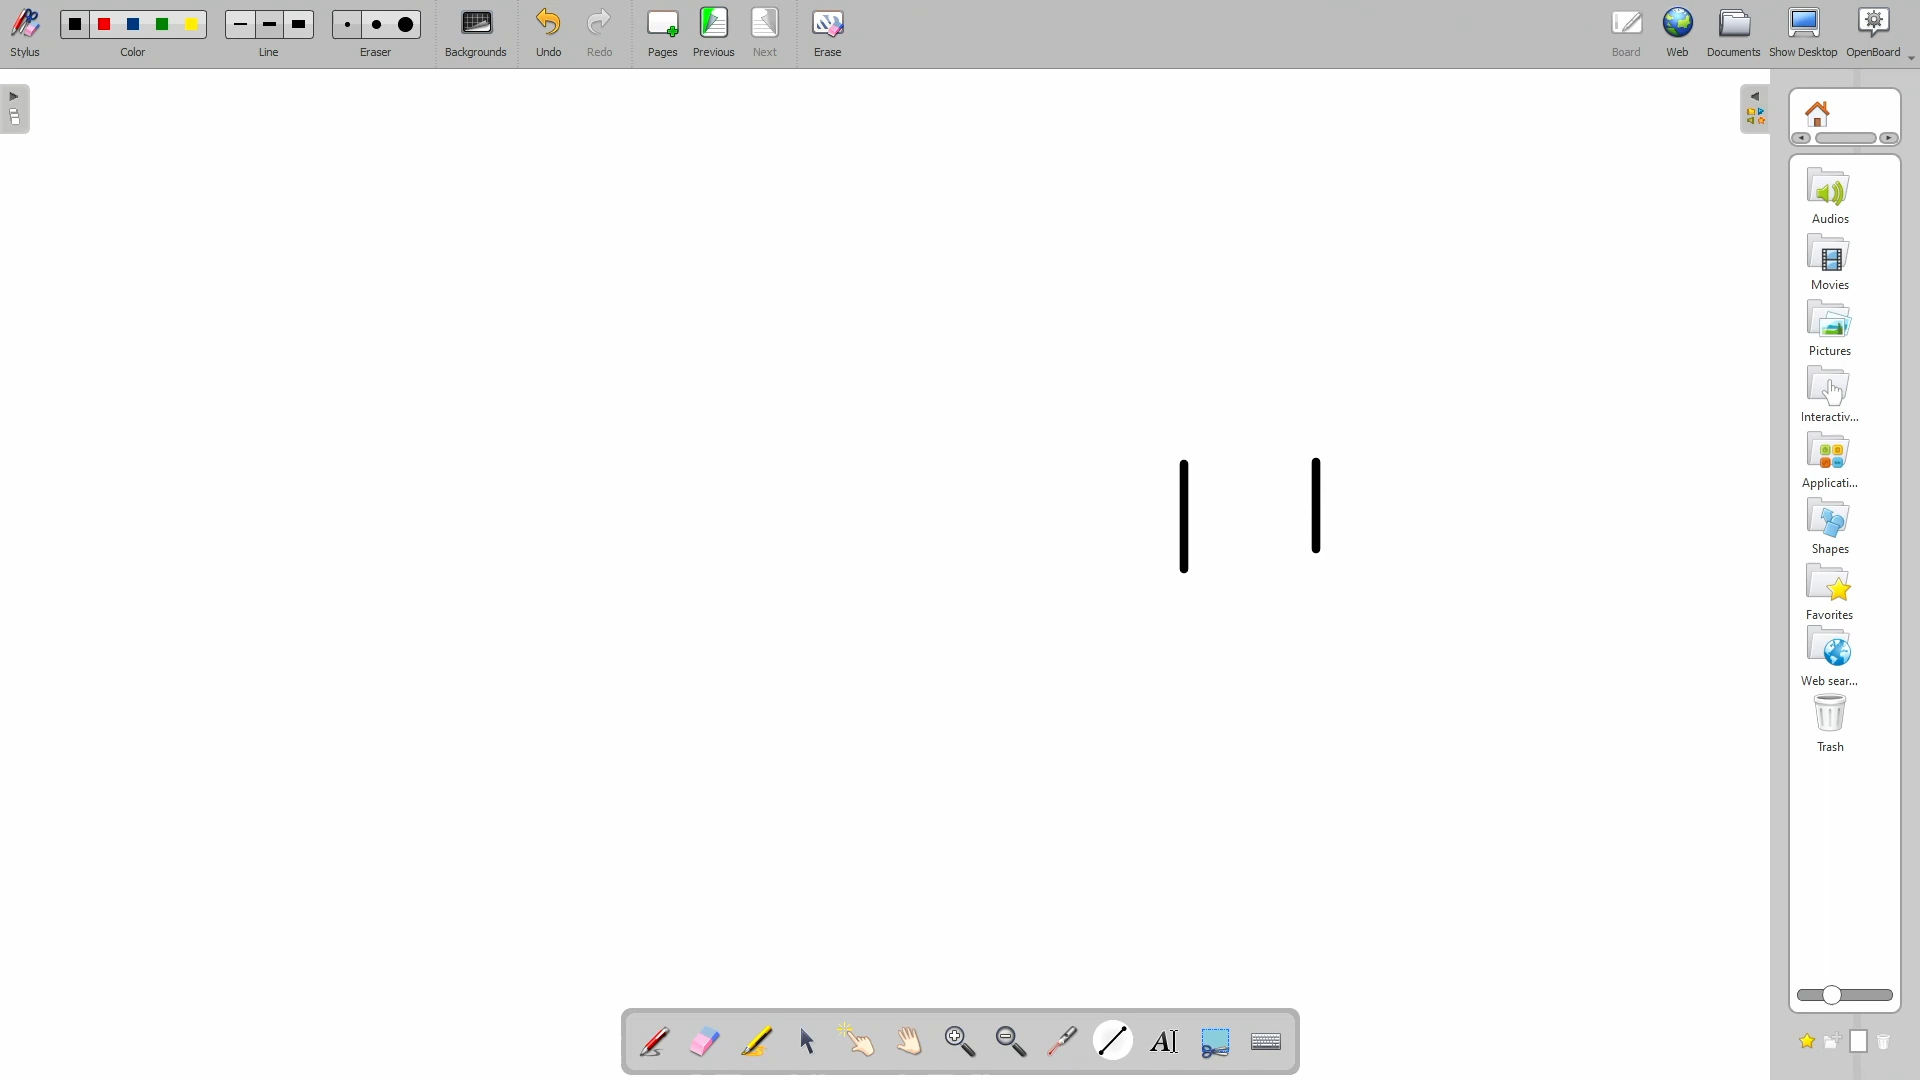 Stylus Color Line Eraser Backgrounds Undo Redo Pages Previous Next Erase Board Web Documents Show Desktop OpenBoard
Audios
Movies
Pictures
Interactiv...
Applicati...
Shapes
Favorites
Web sear...
Trash